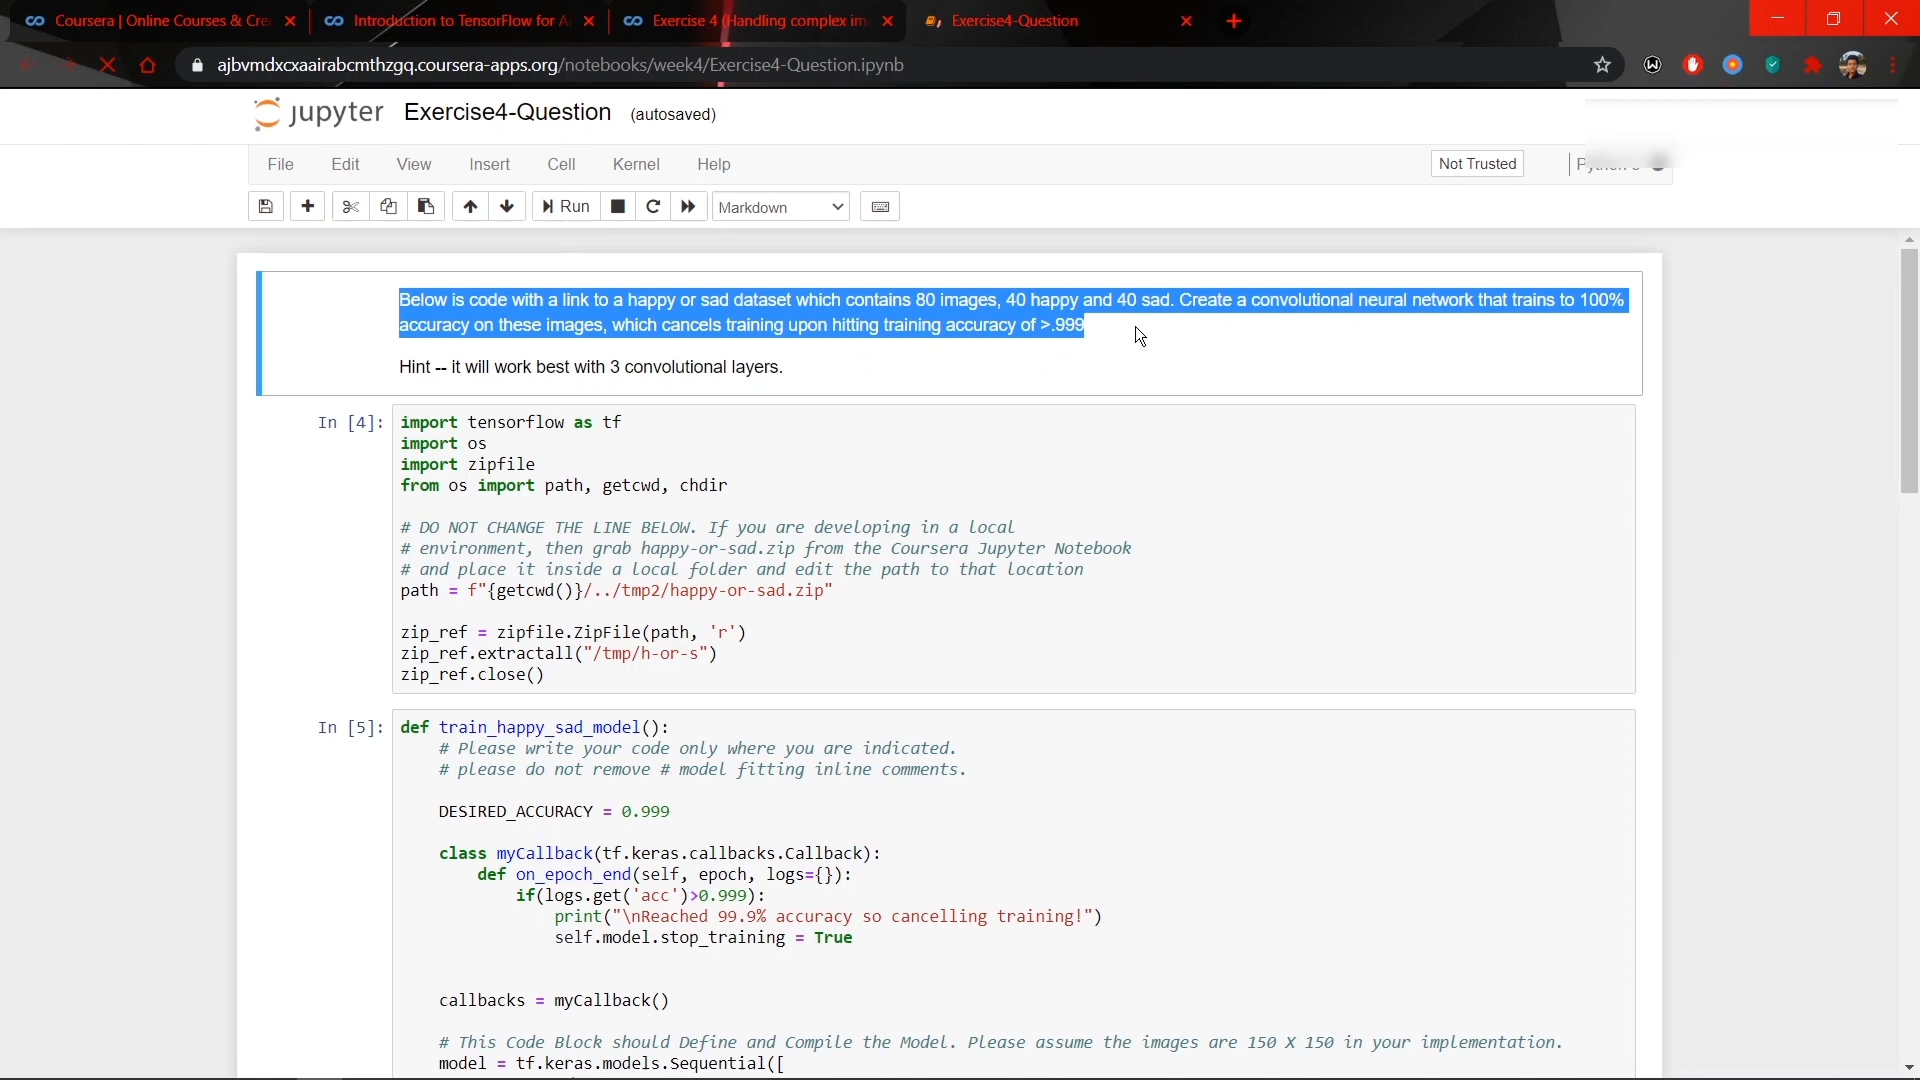 Coursera | Online Courses & Cre
Introduction to TensorFlow for A
Exercise 4 (Handling complex im
Exercise4-Question
ajbvmdxcxaairabcmthzgq.coursera-apps.org/notebooks/week4/Exercise4-Question.ipynb
jupyter Exercise4-Question (autosaved)
File Edit View Insert Cell Kernel Help Not Trusted
Run Markdown
Below is code with a link to a happy or sad dataset which contains 80 images, 40 happy and 40 sad. Create a convolutional neural network that trains to 100%
accuracy on these images, which cancels training upon hitting training accuracy of >.999
Hint -- it will work best with 3 convolutional layers.
In [4]: import tensorflow as tf
import os
import zipfile
from os import path, getcwd, chdir
# DO NOT CHANGE THE LINE BELOW. If you are developing in a local
# environment, then grab happy-or-sad.zip from the Coursera Jupyter Notebook
# and place it inside a local folder and edit the path to that location
path = f"{getcwd()}/../tmp2/happy-or-sad.zip"
zip_ref = zipfile.ZipFile(path, 'r')
zip_ref.extractall("/tmp/h-or-s")
zip_ref.close()
In [5]: def train_happy_sad_model():
# Please write your code only where you are indicated.
# please do not remove # model fitting inline comments.
DESIRED_ACCURACY = 0.999
class myCallback(tf.keras.callbacks.Callback):
def on_epoch_end(self, epoch, logs={}):
if(logs.get('acc')>0.999):
print("\nReached 99.9% accuracy so cancelling training!")
self.model.stop_training = True
callbacks = myCallback()
# This Code Block should Define and Compile the Model. Please assume the images are 150 X 150 in your implementation.
model = tf.keras.models.Sequential([